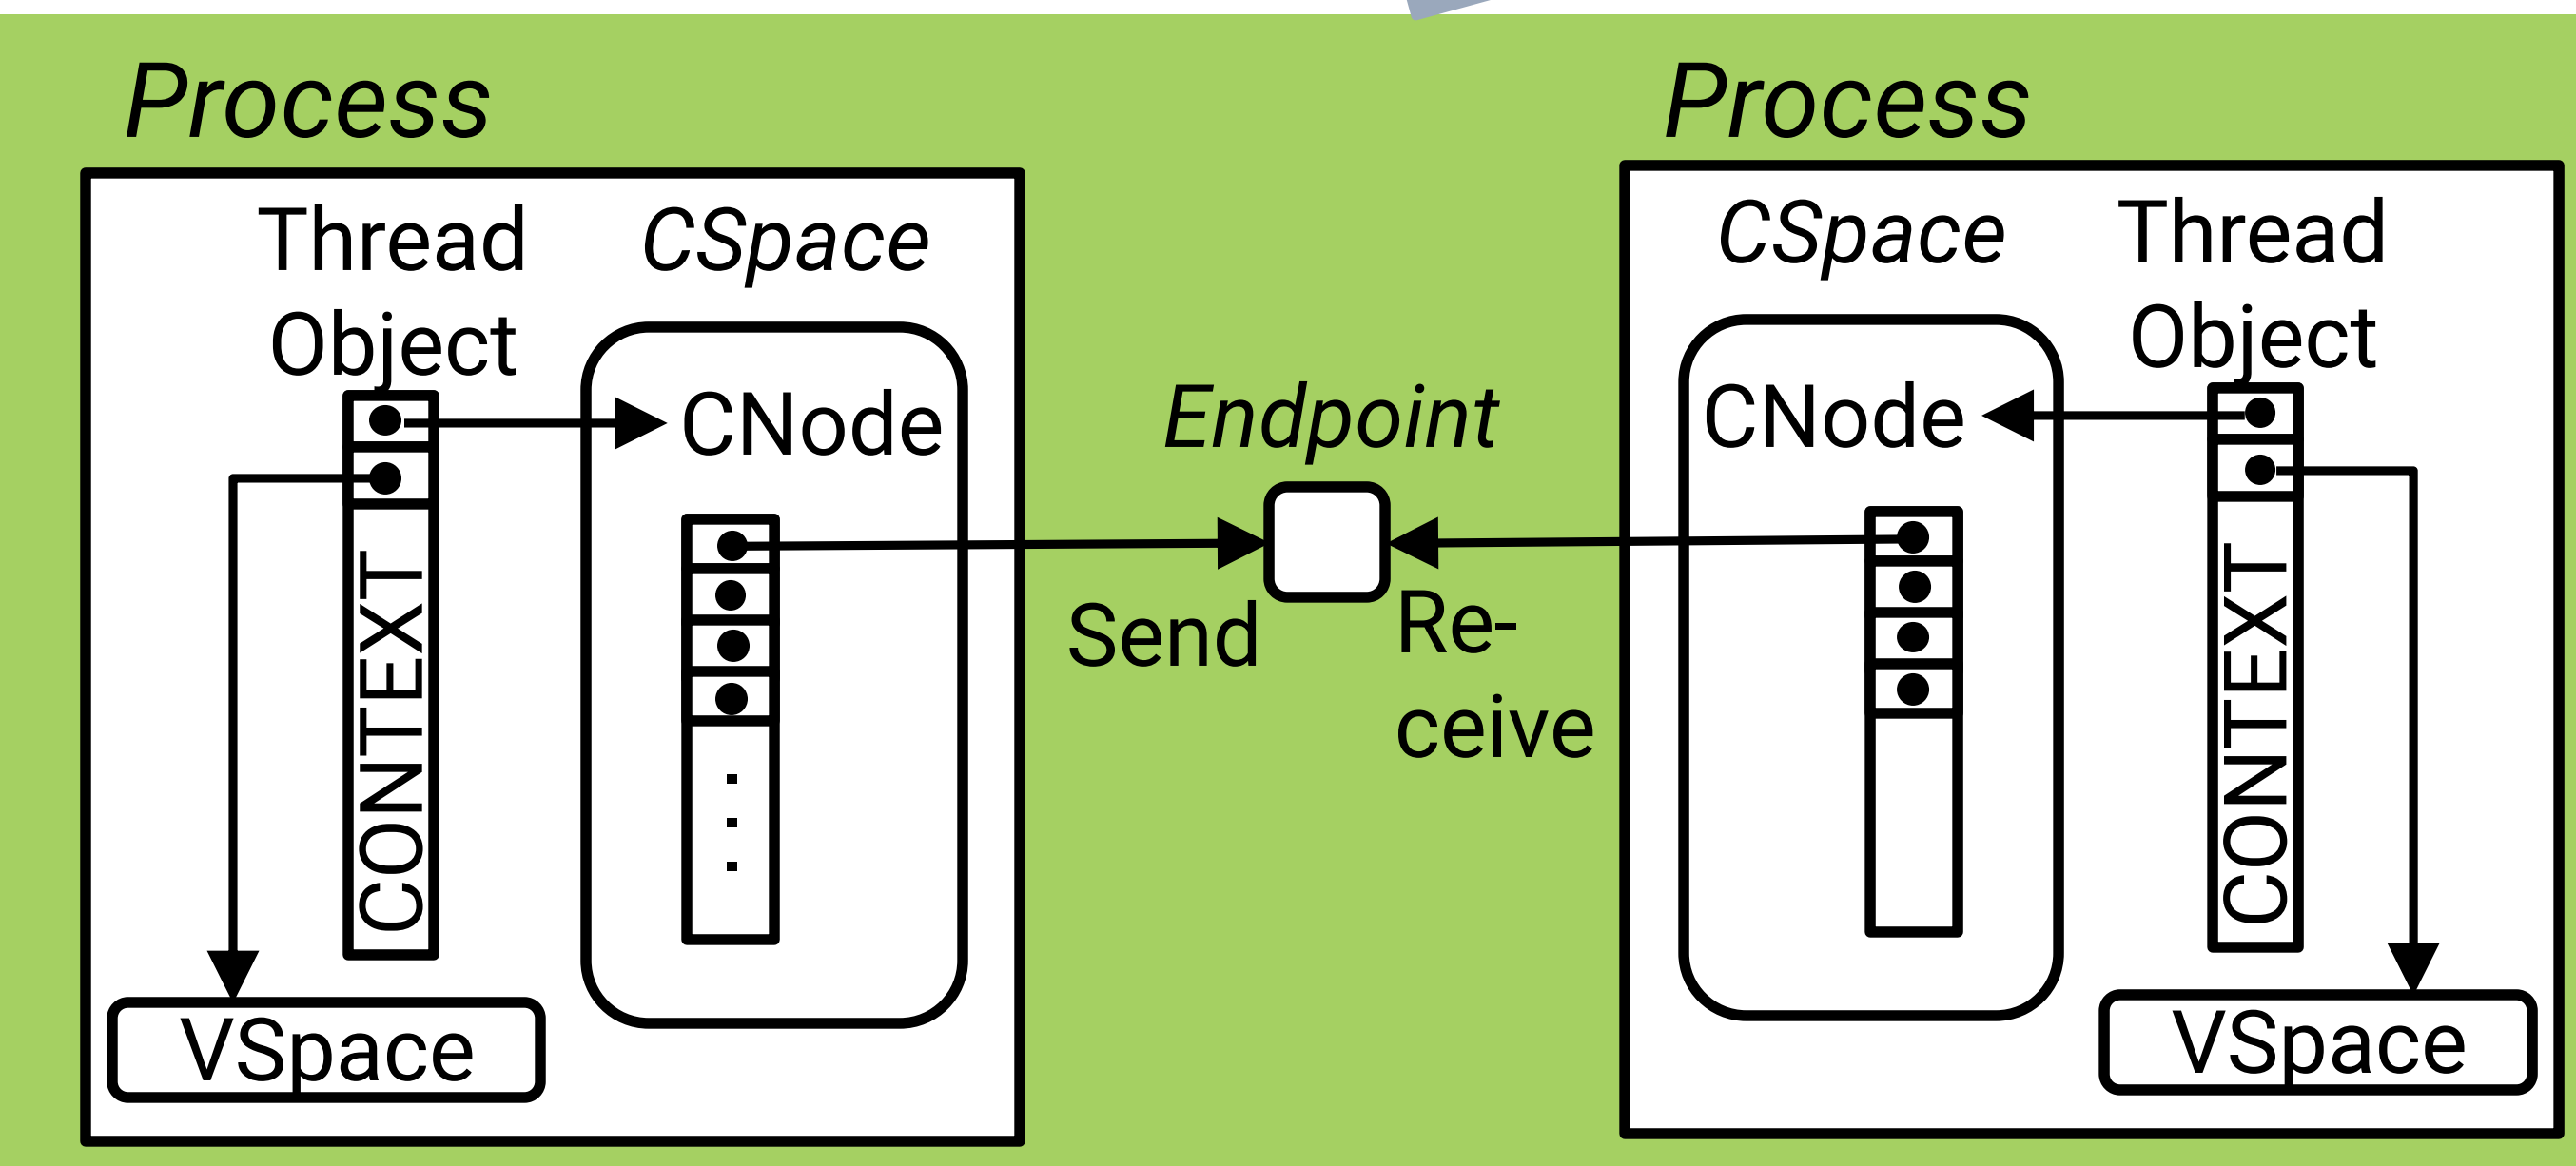 Process
Thread
Object
CSpace
CNode
CONTEXT
.
.
.
VSpace
Endpoint
Send
Re-
ceive
Process
CSpace
CNode
Thread
Object
CONTEXT
VSpace